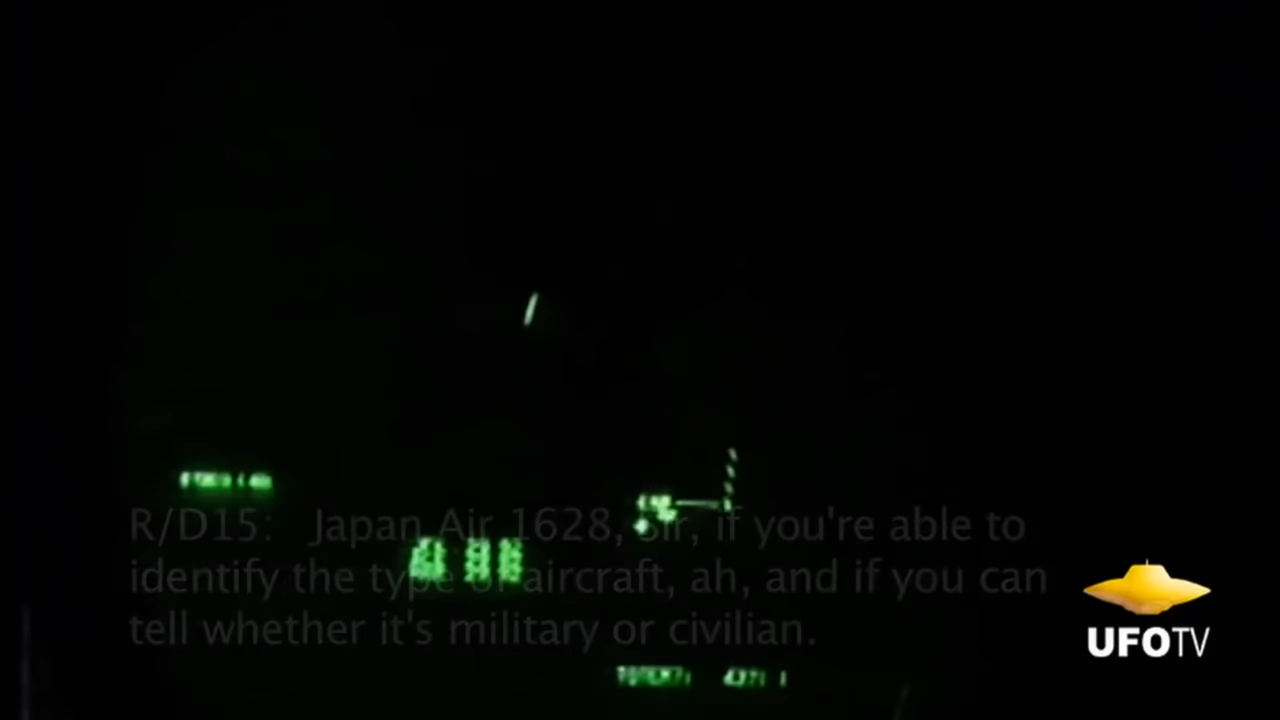 R/D15: Japan Air 1628, Sir, if you're able to
identify the type of aircraft, ah, and if you can
tell whether it's military or civilian.
UFOTV